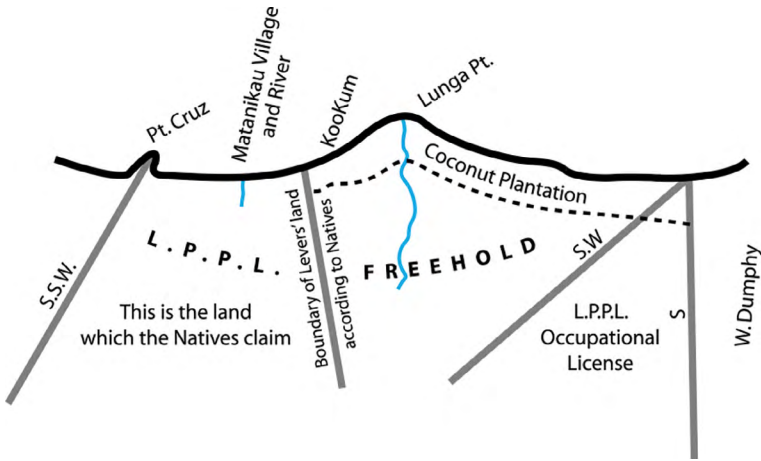 Pt. Cruz
Matanikau Village
and River
KooKum
Lunga Pt.
Coconut Plantation
L.P.P.L.
FREEHOLD
S.S.W.
This is the land
which the Natives claim
Boundary of Levers' land
according to Natives
S.W
L.P.P.L.
Occupational
License
S
W. Dumphy